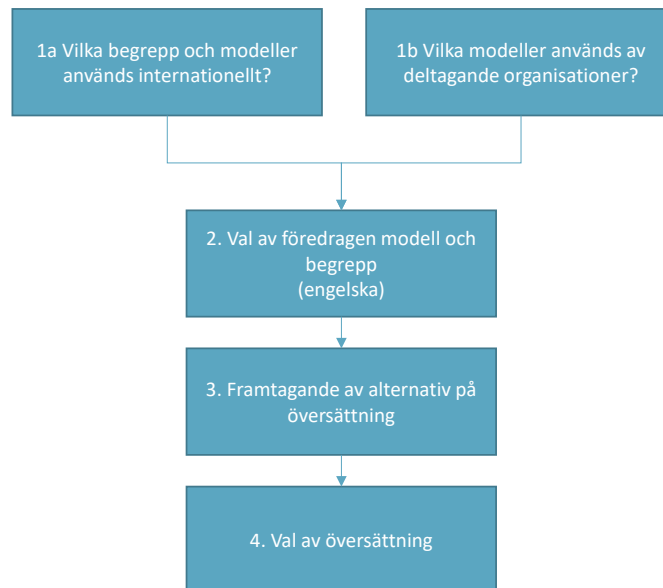 1a Vilka begrepp och modeller
används internationellt?
1b Vilka modeller används av
deltagande organisationer?
2. Val av föredragen modell och
begrepp
(engelska)
3. Framtagande av alternativ på
översättning
4. Val av översättning